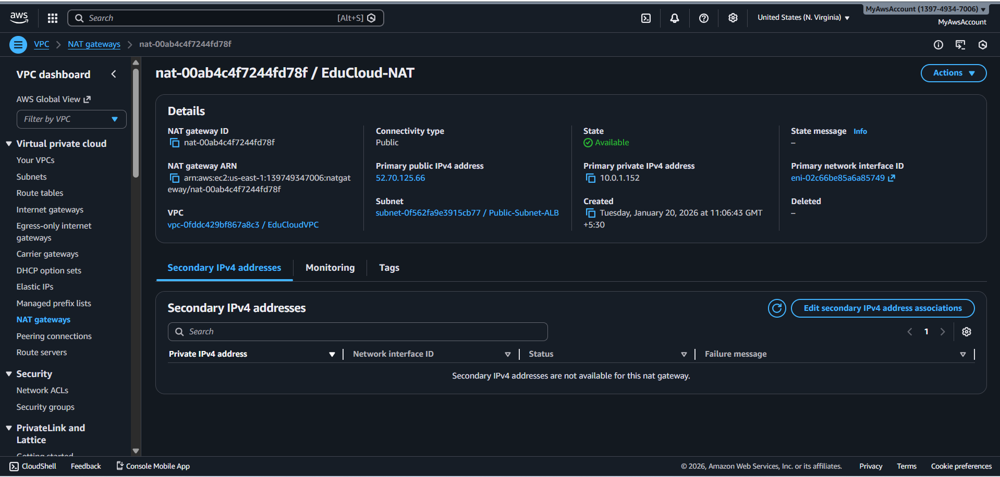 aws
Search
[Alt+S]
United States (N. Virginia)
MyAwsAccount (1397-4934-7006)
MyAwsAccount
VPC
NAT gateways
nat-00ab4c4f7244fd78f
VPC dashboard
AWS Global View
Filter by VPC
Virtual private cloud
Your VPCs
Subnets
Route tables
Internet gateways
Egress-only internet
gateways
Carrier gateways
DHCP option sets
Elastic IPs
Managed prefix lists
NAT gateways
Peering connections
Route servers
Security
Network ACLs
Security groups
PrivateLink and
Lattice
Getting started
nat-00ab4c4f7244fd78f / EduCloud-NAT
Actions
Details
NAT gateway ID
nat-00ab4c4f7244fd78f
NAT gateway ARN
arn:aws:ec2:us-east-1:139749347006:natgat
eway/nat-00ab4c4f7244fd78f
VPC
vpc-0fddc429bf867a8c3 / EduCloudVPC
Connectivity type
Public
Primary public IPv4 address
52.70.125.66
Subnet
subnet-0f562fa9e3915cb77 / Public-Subnet-ALB
State
Available
Primary private IPv4 address
10.0.1.152
Created
Tuesday, January 20, 2026 at 11:06:43 GMT
+5:30
State message Info
–
Primary network interface ID
eni-02c66be85a6a85749
Deleted
–
Secondary IPv4 addresses
Monitoring
Tags
Secondary IPv4 addresses
Edit secondary IPv4 address associations
Search
1
Private IPv4 address
Network interface ID
Status
Failure message
Secondary IPv4 addresses are not available for this nat gateway.
CloudShell
Feedback
Console Mobile App
© 2026, Amazon Web Services, Inc. or its affiliates.
Privacy
Terms
Cookie preferences